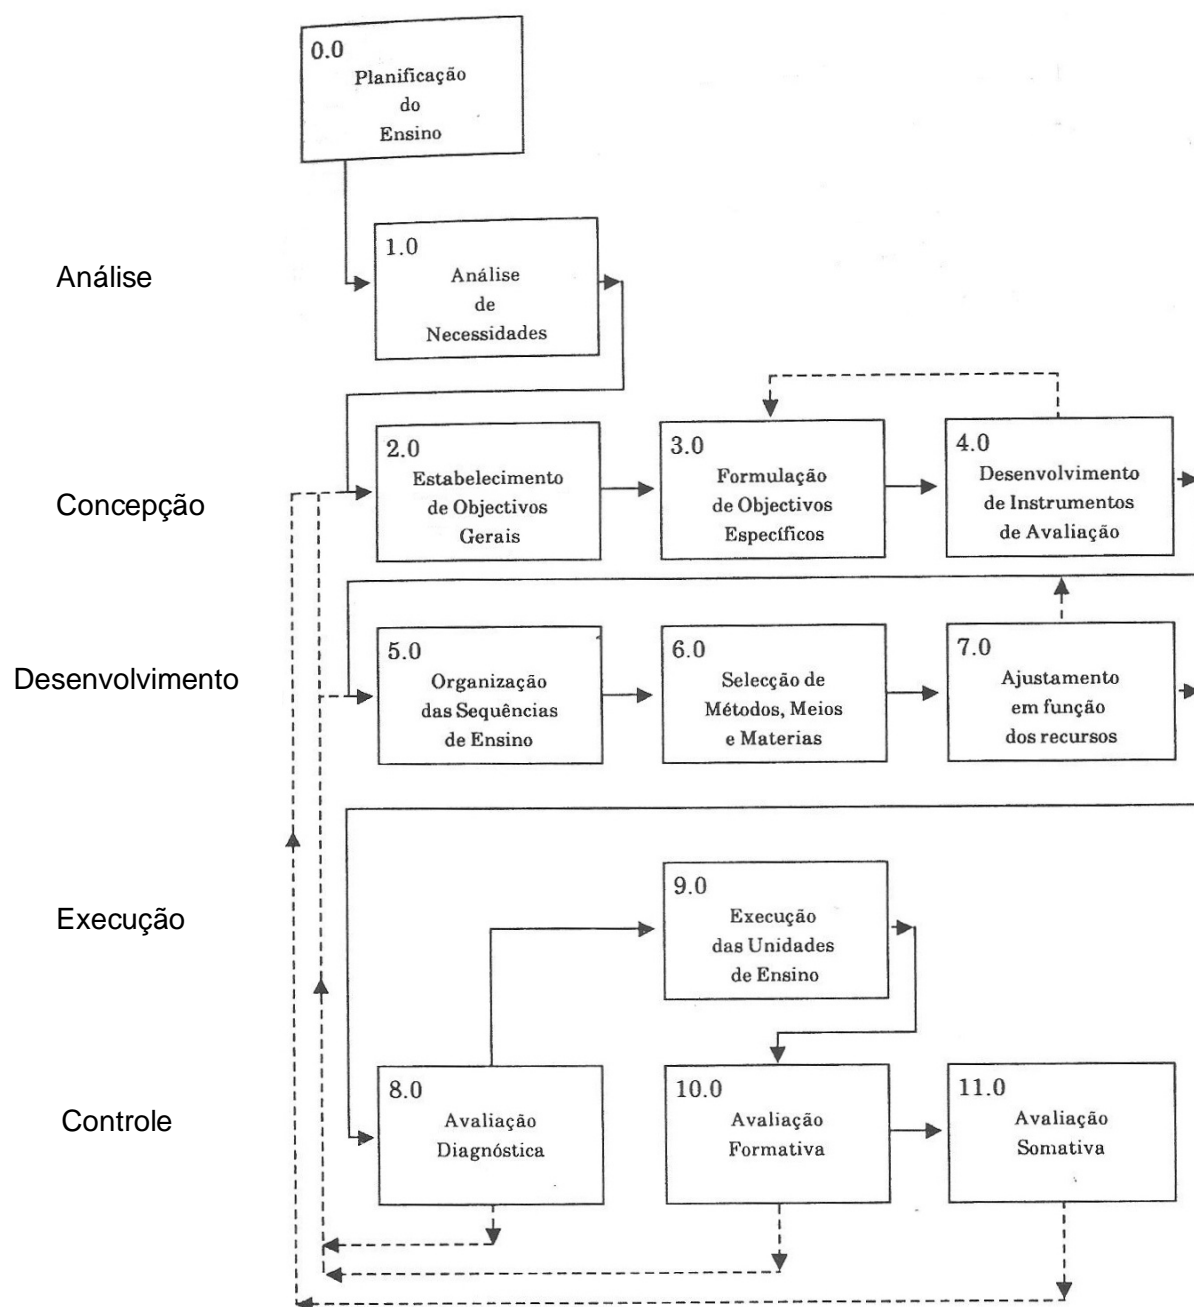 0.0
Planificação
do
Ensino
Análise
1.0
Análise
de
Necessidades
Concepção
2.0
Estabelecimento
de Objectivos
Gerais
3.0
Formulação
de Objectivos
Específicos
4.0
Desenvolvimento
de Instrumentos
de Avaliação
Desenvolvimento
5.0
Organização
das Sequências
de Ensino
6.0
Selecção de
Métodos, Meios
e Materias
7.0
Ajustamento
em função
dos recursos
Execução
9.0
Execução
das Unidades
de Ensino
Controle
8.0
Avaliação
Diagnóstica
10.0
Avaliação
Formativa
11.0
Avaliação
Somativa